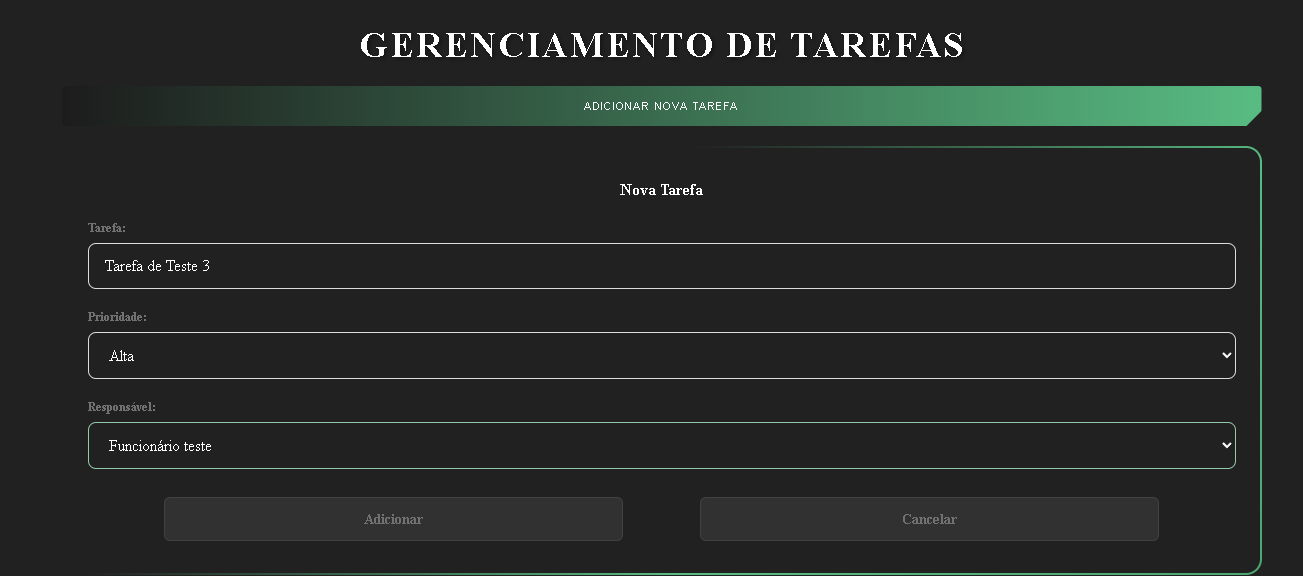 GERENCIAMENTO DE TAREFAS
ADICIONAR NOVA TAREFA
Nova Tarefa
Tarefa:
Tarefa de Teste 3
Prioridade:
Alta
Responsável:
Funcionário teste
Adicionar
Cancelar